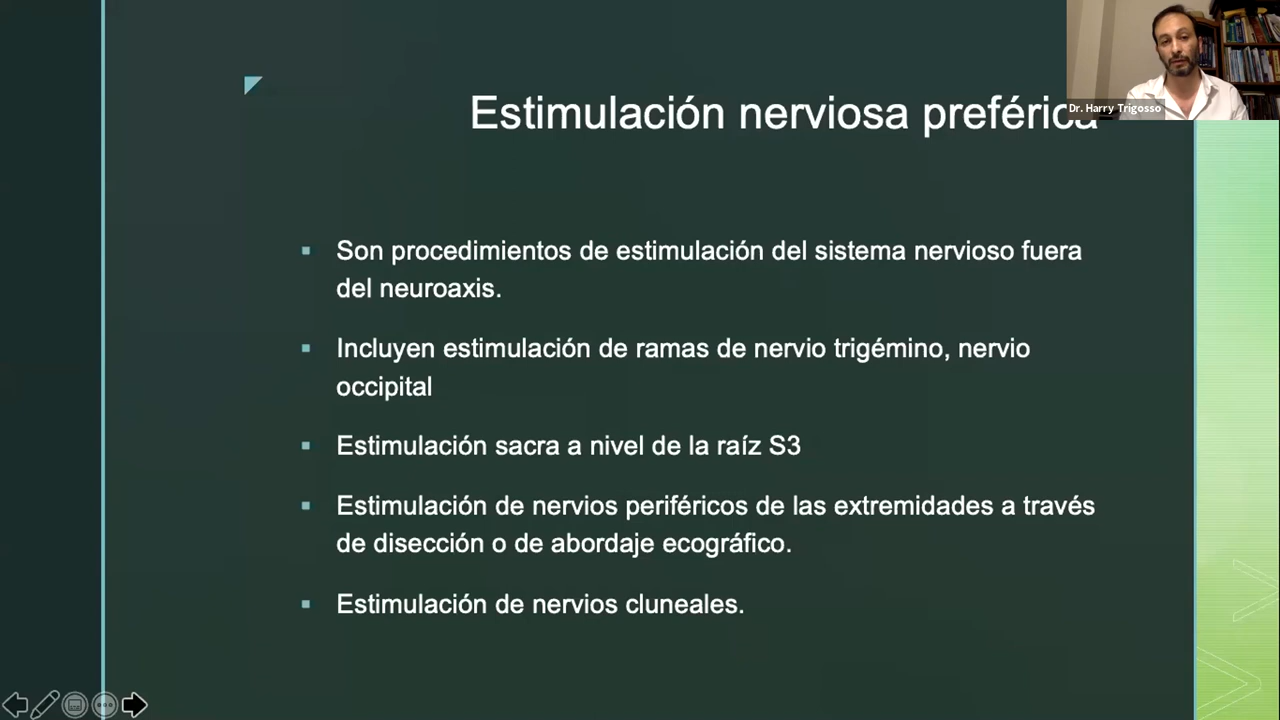 Dr. Harry Trigosso
Estimulación nerviosa preférica
Son procedimientos de estimulación del sistema nervioso fuera
del neuroaxis.
Incluyen estimulación de ramas de nervio trigémino, nervio
occipital
Estimulación sacra a nivel de la raíz S3
Estimulación de nervios periféricos de las extremidades a través
de disección o de abordaje ecográfico.
Estimulación de nervios cluneales.